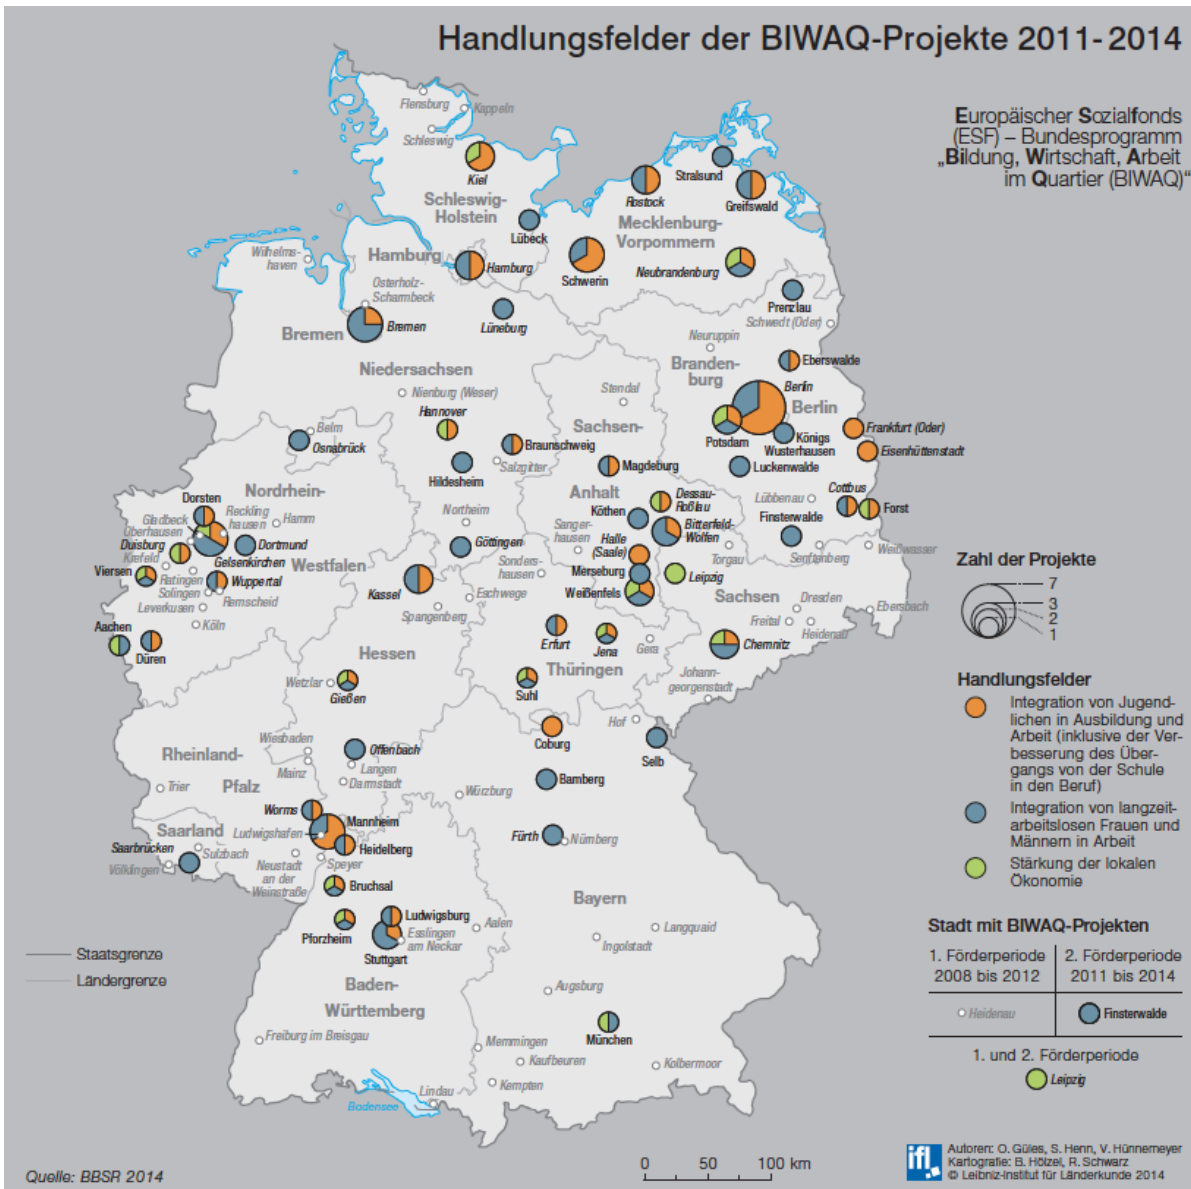 Handlungsfelder der BIWAQ-Projekte 2011-2014
Europäischer Sozialfonds
(ESF) – Bundesprogramm
„Bildung, Wirtschaft, Arbeit
im Quartier (BIWAQ)“
Flensburg
Kappeln
Schleswig
Kiel
Schleswig-
Holstein
Lübeck
Stralsund
Rostock
Greifswald
Mecklenburg-
Vorpommern
Wilhelms-
haven
Hamburg
Hamburg
Schwerin
Neubrandenburg
Osterholz-
Scharmbeck
Prenzlau
Lüneburg
Schwedt (Oder)
Bremen
Bremen
Neuruppin
Eberswalde
Branden-
burg
Niedersachsen
Nienburg (Weser)
Stendal
Berlin
Berlin
Hannover
Sachsen-
Potsdam
Frankfurt (Oder)
Belm
Osnabrück
Braunschweig
Königs
Wusterhausen
Eisenhüttenstadt
Salzgitter
Magdeburg
Luckenwalde
Hildesheim
Cottbus
Dorsten
Nordrhein-
Anhalt
Dessau-
Roßlau
Lübbenau
Forst
Reckling
hausen
Hamm
Northeim
Köthen
Finsterwalde
Gladbeck
Oberhausen
Sanger-
hausen
Bitterfeld-
Wolfen
Duisburg
Dortmund
Göttingen
Halle
(Saale)
Senftenberg
Weißwasser
Krefeld
Gelsenkirchen
Westfalen
Sonders-
hausen
Torgau
Viersen
Ratingen
Wuppertal
Merseburg
Leipzig
Solingen
Remscheid
Kassel
Eschwege
Weißenfels
Sachsen
Leverkusen
Spangenberg
Dresden
Ebersbach
Köln
Freital
Heidenau
Aachen
Düren
Erfurt
Jena
Gera
Chemnitz
Hessen
Thüringen
Wetzlar
Gießen
Suhl
Johann-
georgenstadt
Hof
Coburg
Selb
Wiesbaden
Offenbach
Rheinland-
Pfalz
Mainz
Langen
Darmstadt
Bamberg
Trier
Würzburg
Worms
Mannheim
Saarland
Ludwigshafen
Heidelberg
Fürth
Nürnberg
Saarbrücken
Sulzbach
Völklingen
Speyer
Neustadt
an der
Weinstraße
Bruchsal
Bayern
Ludwigsburg
Pforzheim
Esslingen
am Neckar
Aalen
Langquaid
Stuttgart
Ingolstadt
Baden-
Württemberg
Augsburg
München
Freiburg im Breisgau
Memmingen
Kaufbeuren
Kolbermoor
Kempten
Lindau
Bodensee
Zahl der Projekte
7
3
2
1
Handlungsfelder
Integration von Jugend-
lichen in Ausbildung und
Arbeit (inklusive der Ver-
besserung des Über-
gangs von der Schule
in den Beruf)
Integration von langzeit-
arbeitslosen Frauen und
Männern in Arbeit
Stärkung der lokalen
Ökonomie
Stadt mit BIWAQ-Projekten
1. Förderperiode
2008 bis 2012
2. Förderperiode
2011 bis 2014
Heidenau
Finsterwalde
1. und 2. Förderperiode
Leipzig
Staatsgrenze
Ländergrenze
Quelle: BBSR 2014
0 50 100 km
ifl
Autoren: O. Güles, S. Henn, V. Hünnemeyer
Kartografie: B. Hölzel, R. Schwarz
© Leibniz-Institut für Länderkunde 2014